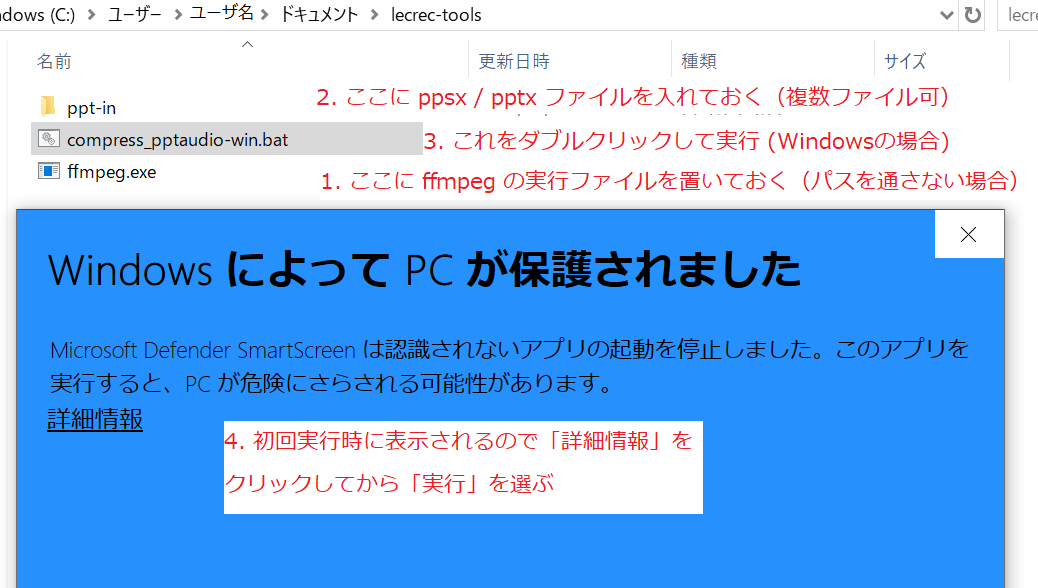 dows (C:) > ユーザー > ユーザ名 > ドキュメント > lecrec-tools
lecre
名前 更新日時 種類 サイズ
ppt-in
2. ここに ppsx / pptx ファイルを入れておく（複数ファイル可）
compress_pptaudio-win.bat
3. これをダブルクリックして実行 (Windowsの場合)
ffmpeg.exe
1. ここに ffmpeg の実行ファイルを置いておく（パスを通さない場合）
Windows によって PC が保護されました
Microsoft Defender SmartScreen は認識されないアプリの起動を停止しました。このアプリを
実行すると、PC が危険にさらされる可能性があります。
詳細情報
4. 初回実行時に表示されるので「詳細情報」を
クリックしてから「実行」を選ぶ